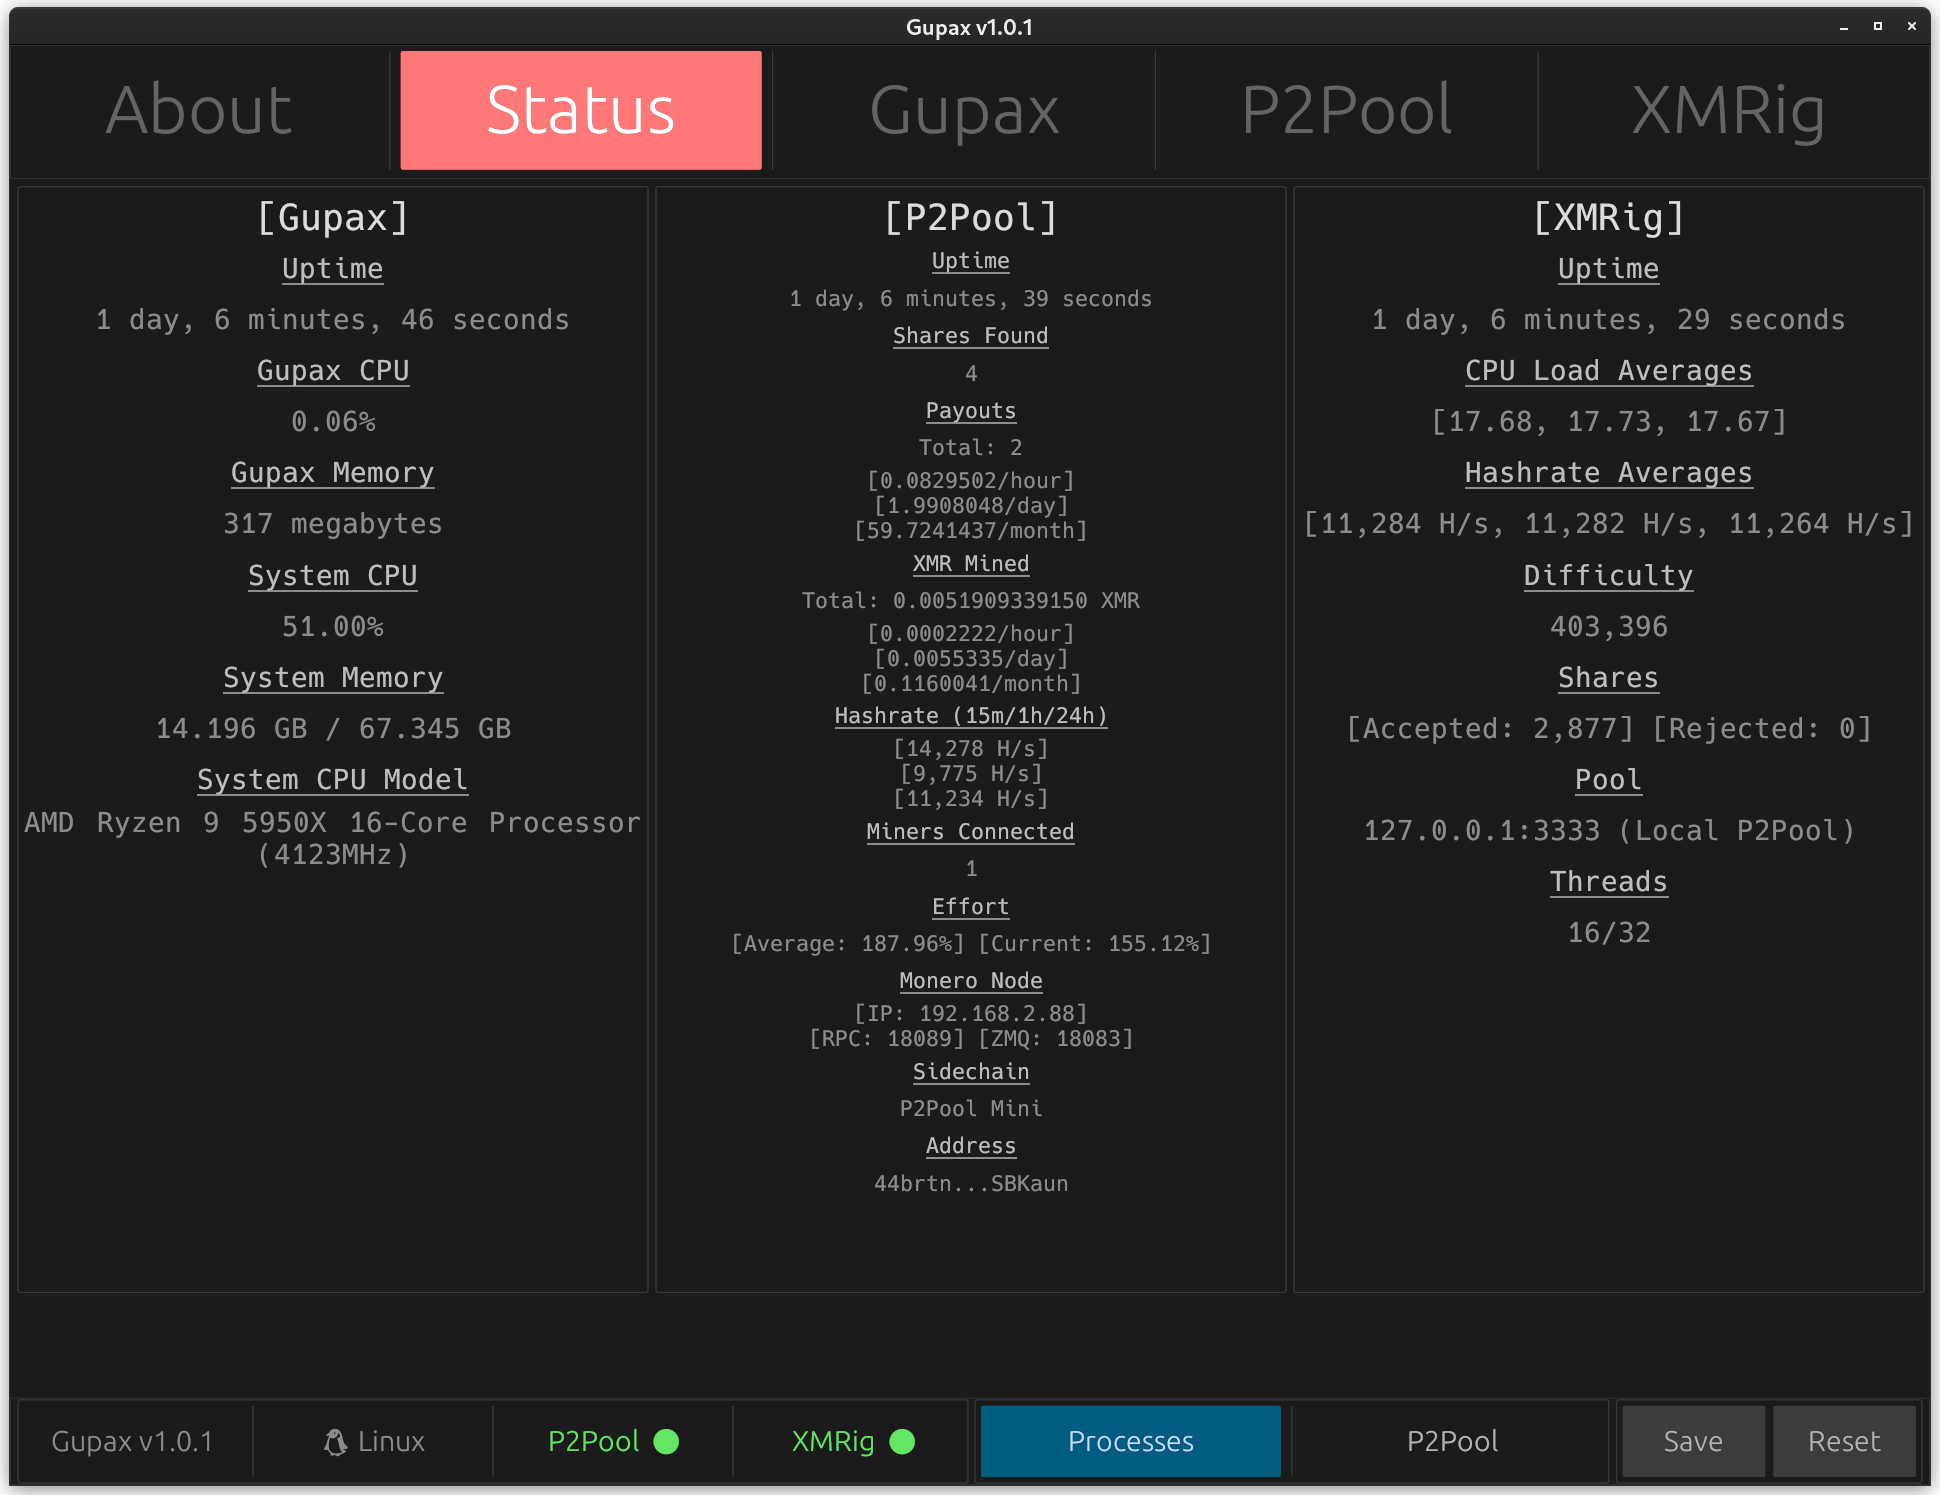 Gupax v1.0.1
About
Status
Gupax
P2Pool
XMRig
[Gupax]
Uptime
1 day, 6 minutes, 46 seconds
Gupax CPU
0.06%
Gupax Memory
317 megabytes
System CPU
51.00%
System Memory
14.196 GB / 67.345 GB
System CPU Model
AMD Ryzen 9 5950X 16-Core Processor
(4123MHz)
[P2Pool]
Uptime
1 day, 6 minutes, 39 seconds
Shares Found
4
Payouts
Total: 2
[0.0829502/hour]
[1.9908048/day]
[59.7241437/month]
XMR Mined
Total: 0.0051909339150 XMR
[0.0002222/hour]
[0.0055335/day]
[0.1160041/month]
Hashrate (15m/1h/24h)
[14,278 H/s]
[9,775 H/s]
[11,234 H/s]
Miners Connected
1
Effort
[Average: 187.96%] [Current: 155.12%]
Monero Node
[IP: 192.168.2.88]
[RPC: 18089] [ZMQ: 18083]
Sidechain
P2Pool Mini
Address
44brtn...SBKaun
[XMRig]
Uptime
1 day, 6 minutes, 29 seconds
CPU Load Averages
[17.68, 17.73, 17.67]
Hashrate Averages
[11,284 H/s, 11,282 H/s, 11,264 H/s]
Difficulty
403,396
Shares
[Accepted: 2,877] [Rejected: 0]
Pool
127.0.0.1:3333 (Local P2Pool)
Threads
16/32
Gupax v1.0.1
Linux
P2Pool
XMRig
Processes
P2Pool
Save
Reset